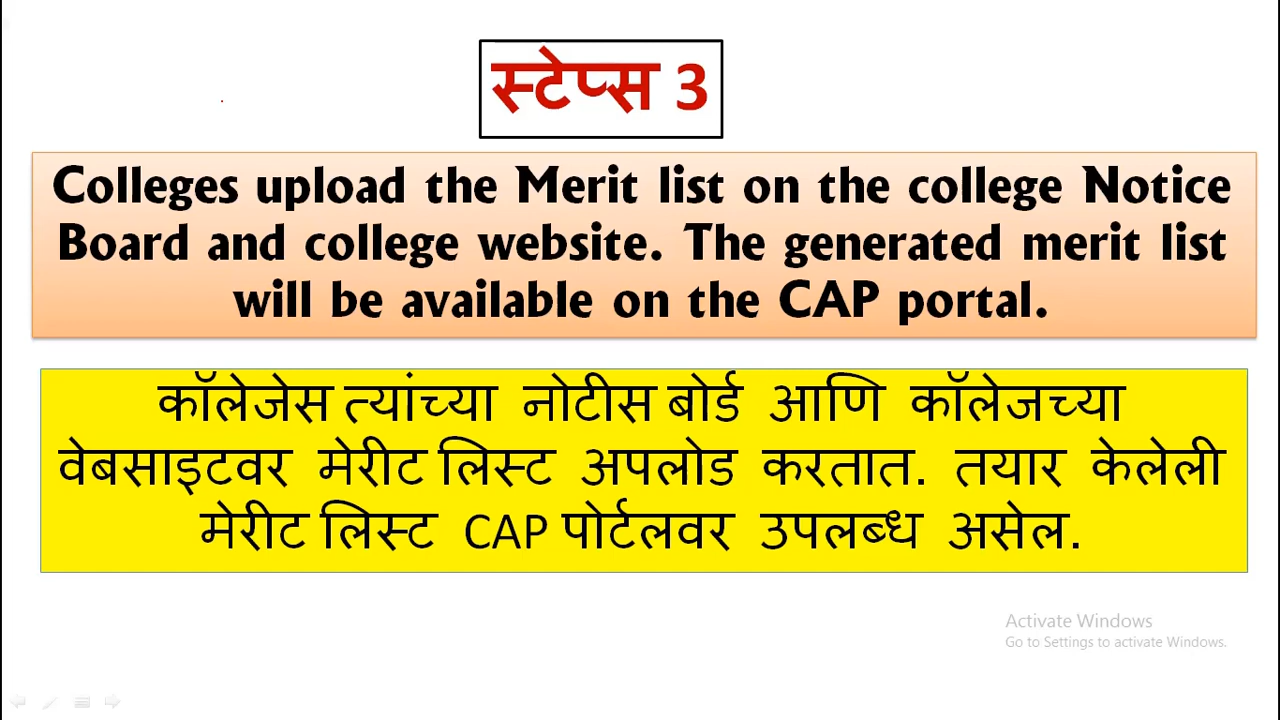 स्टेप्स 3
Colleges upload the Merit list on the college Notice
Board and college website. The generated merit list
will be available on the CAP portal.
कॉलेजेस त्यांच्या नोटीस बोर्ड आणि कॉलेजच्या
वेबसाइटवर मेरीट लिस्ट अपलोड करतात. तयार केलेली
मेरीट लिस्ट CAP पोर्टलवर उपलब्ध असेल.
Activate Windows
Go to Settings to activate Windows.